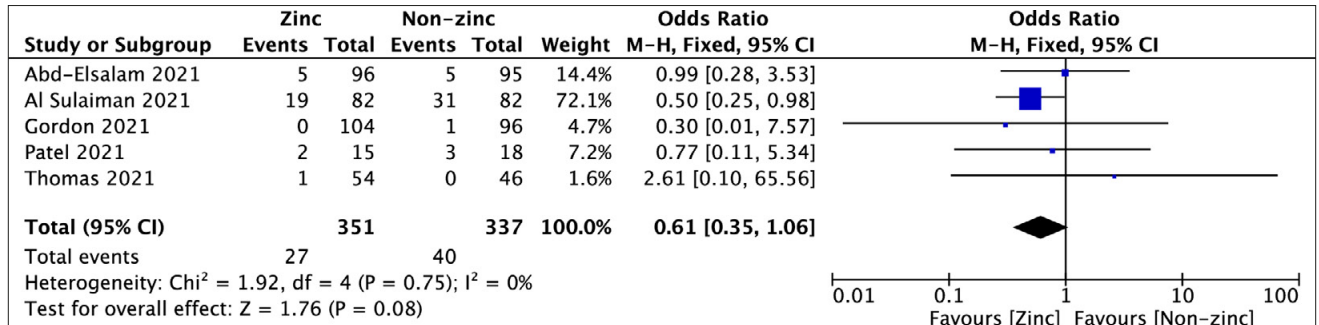 Zinc Non-zinc Odds Ratio Odds Ratio
Study or Subgroup Events Total Events Total Weight M-H, Fixed, 95% CI M-H, Fixed, 95% CI
Abd-Elsalam 2021 5 96 5 95 14.4% 0.99 [0.28, 3.53]
Al Sulaiman 2021 19 82 31 82 72.1% 0.50 [0.25, 0.98]
Gordon 2021 0 104 1 96 4.7% 0.30 [0.01, 7.57]
Patel 2021 2 15 3 18 7.2% 0.77 [0.11, 5.34]
Thomas 2021 1 54 0 46 1.6% 2.61 [0.10, 65.56]
Total (95% CI) 351 337 100.0% 0.61 [0.35, 1.06]
Total events 27 40
Heterogeneity: Chi² = 1.92, df = 4 (P = 0.75); I² = 0%
Test for overall effect: Z = 1.76 (P = 0.08)
0.01 0.1 1 10 100
Favours [Zinc] Favours [Non-zinc]